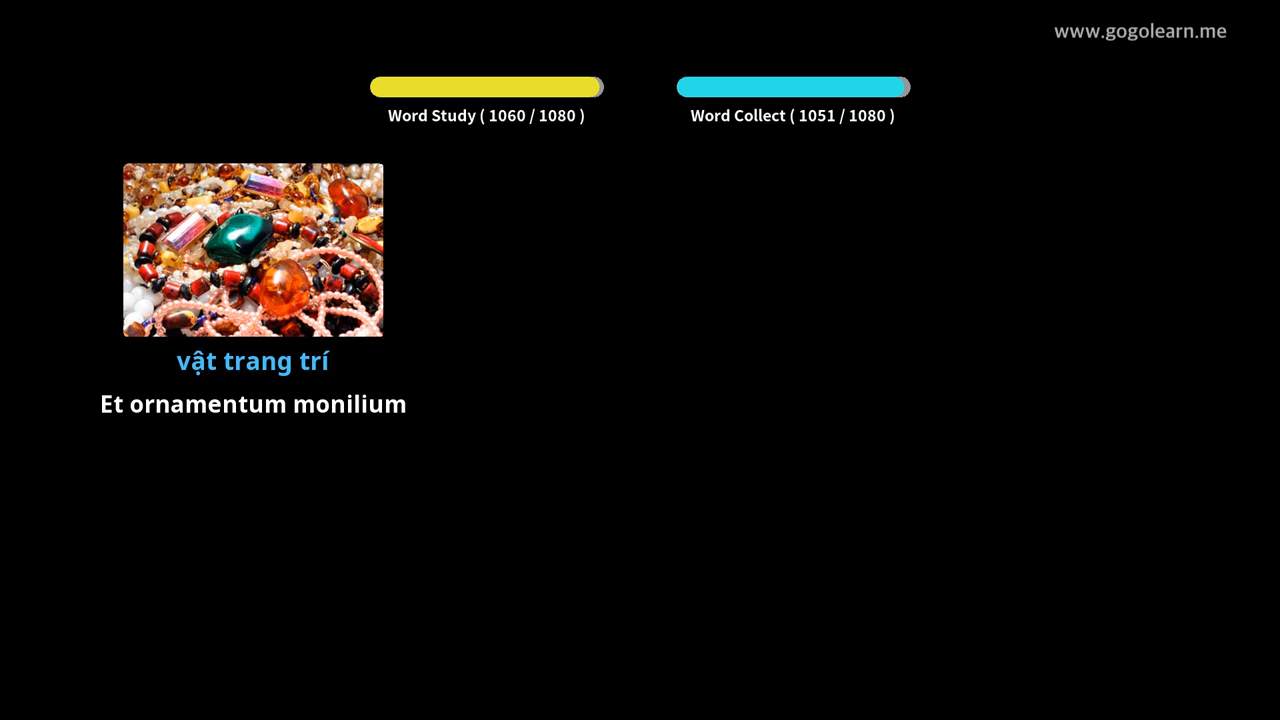 www.gogolearn.me
Word Study ( 1060 / 1080 )
Word Collect ( 1051 / 1080 )
vật trang trí
Et ornamentum monilium